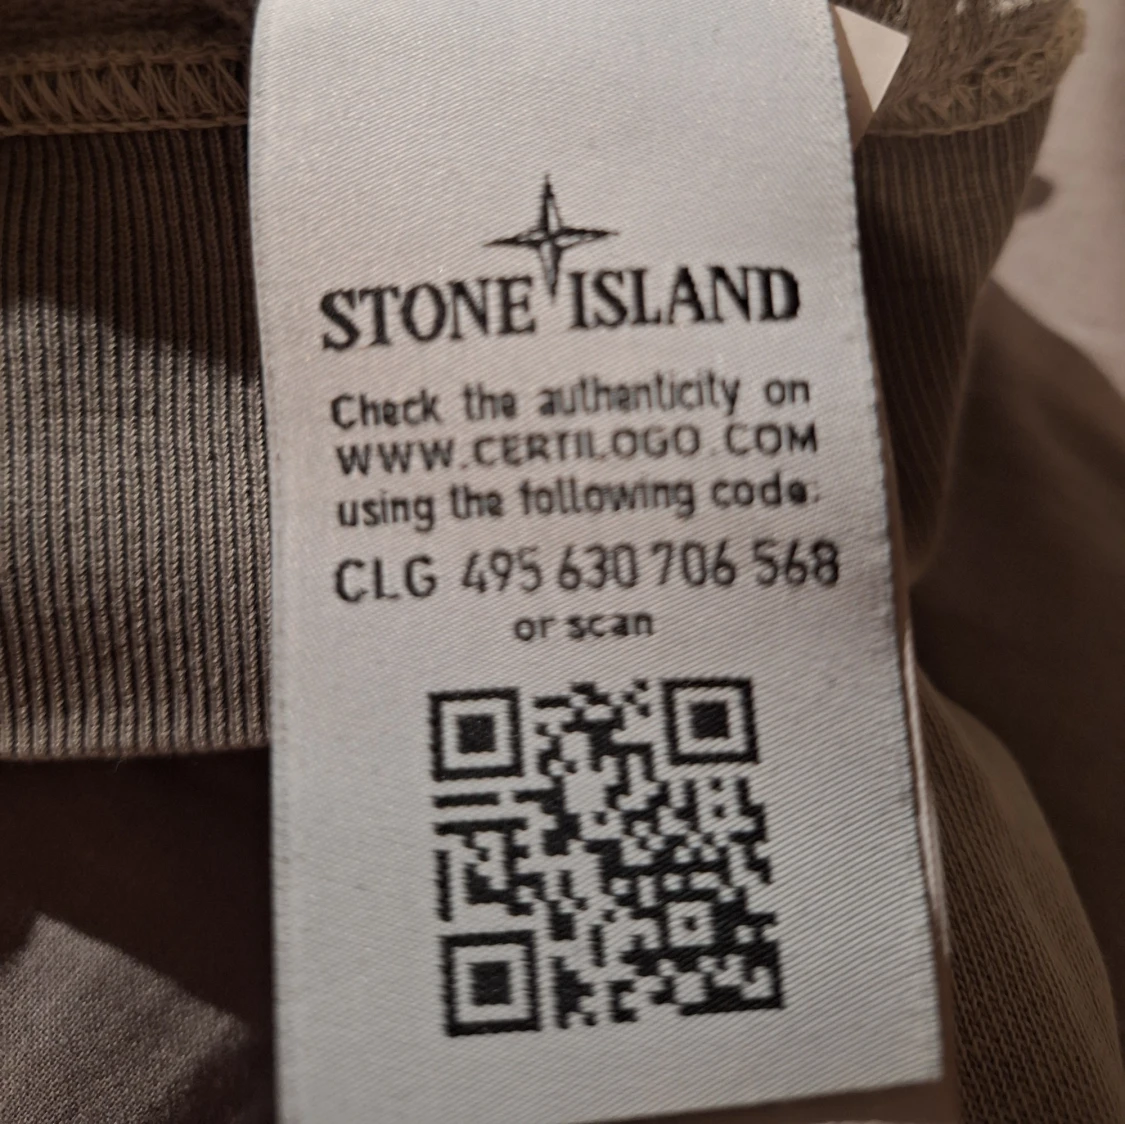 STONE ISLAND
Check the authenticity on
WWW.CERTILOGO.COM
using the following code:
CLG 495 630 706 568
or scan